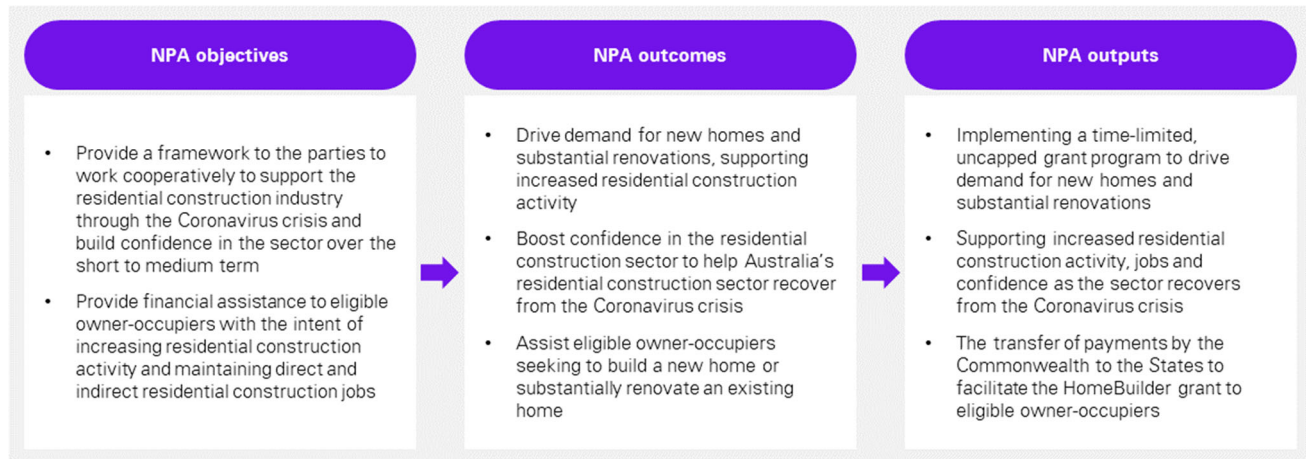 NPA objectives
• Provide a framework to the parties to
work cooperatively to support the
residential construction industry
through the Coronavirus crisis and
build confidence in the sector over the
short to medium term
• Provide financial assistance to eligible
owner-occupiers with the intent of
increasing residential construction
activity and maintaining direct and
indirect residential construction jobs
NPA outcomes
• Drive demand for new homes and
substantial renovations, supporting
increased residential construction
activity
• Boost confidence in the residential
construction sector to help Australia's
residential construction sector recover
from the Coronavirus crisis
• Assist eligible owner-occupiers
seeking to build a new home or
substantially renovate an existing
home
NPA outputs
• Implementing a time-limited,
uncapped grant program to drive
demand for new homes and
substantial renovations
• Supporting increased residential
construction activity, jobs and
confidence as the sector recovers
from the Coronavirus crisis
• The transfer of payments by the
Commonwealth to the States to
facilitate the HomeBuilder grant to
eligible owner-occupiers